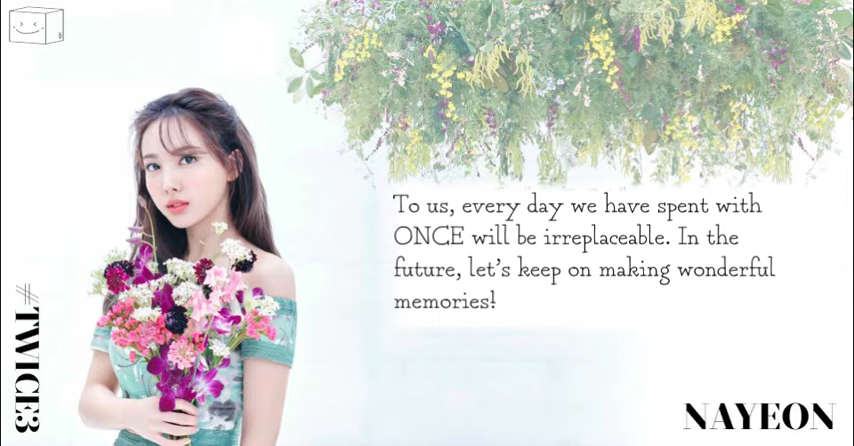 To us, every day we have spent with
ONCE will be irreplaceable. In the
future, let's keep on making wonderful
memories!
#TWICE3
NAYEON